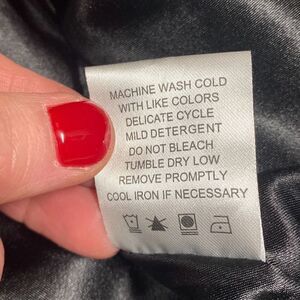 MACHINE WASH COLD
WITH LIKE COLORS
DELICATE CYCLE
MILD DETERGENT
DO NOT BLEACH
TUMBLE DRY LOW
REMOVE PROMPTLY
COOL IRON IF NECESSARY